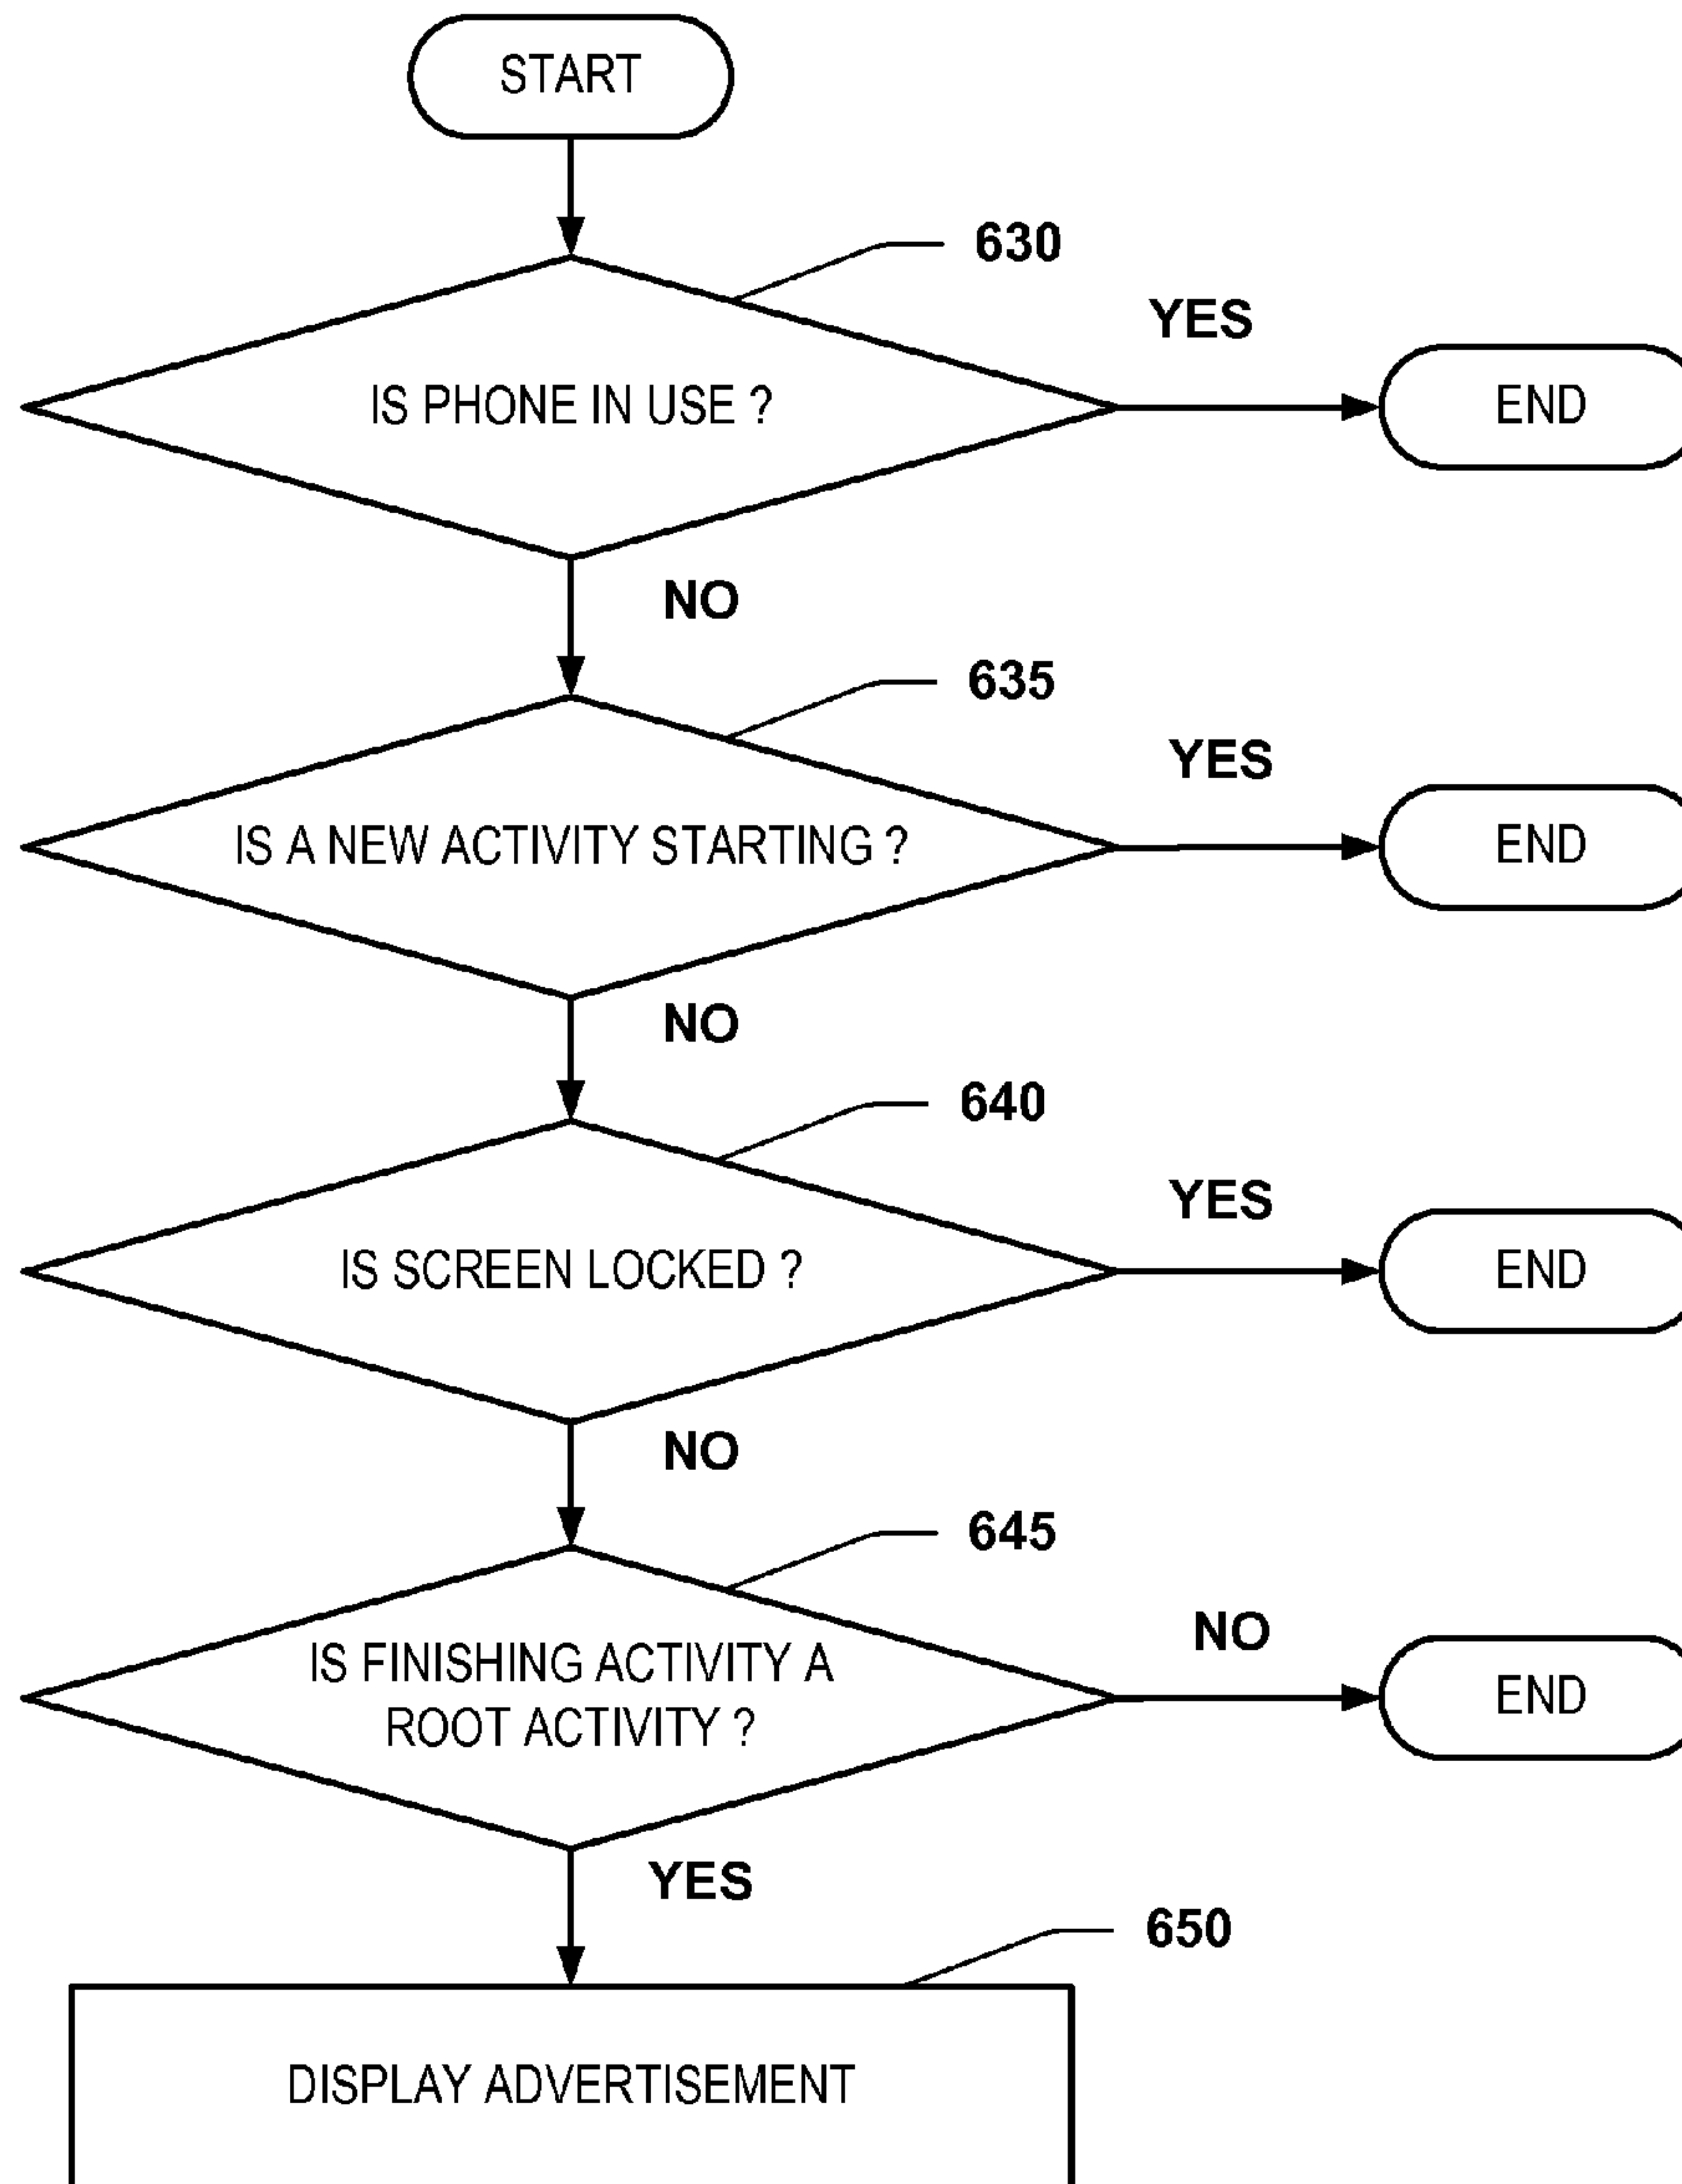 START
630
YES
IS PHONE IN USE ?
END
NO
635
YES
IS A NEW ACTIVITY STARTING ?
END
NO
640
YES
IS SCREEN LOCKED ?
END
NO
645
NO
IS FINISHING ACTIVITY A
ROOT ACTIVITY ?
END
YES
650
DISPLAY ADVERTISEMENT